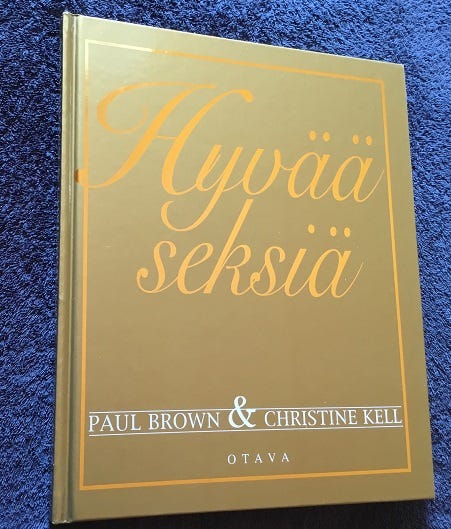 Hyvää
seksiä
PAUL BROWN & CHRISTINE KELL
OTAVA